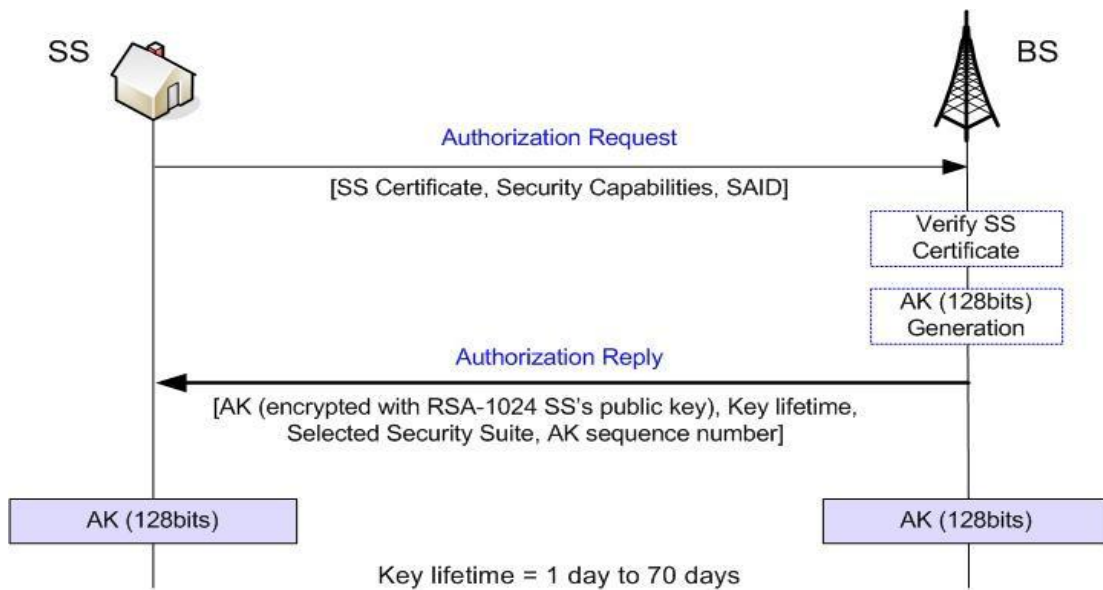 SS
BS
Authorization Request
[SS Certificate, Security Capabilities, SAID]
Verify SS
Certificate
AK (128bits)
Generation
Authorization Reply
[AK (encrypted with RSA-1024 SS's public key), Key lifetime,
Selected Security Suite, AK sequence number]
AK (128bits)
AK (128bits)
Key lifetime = 1 day to 70 days